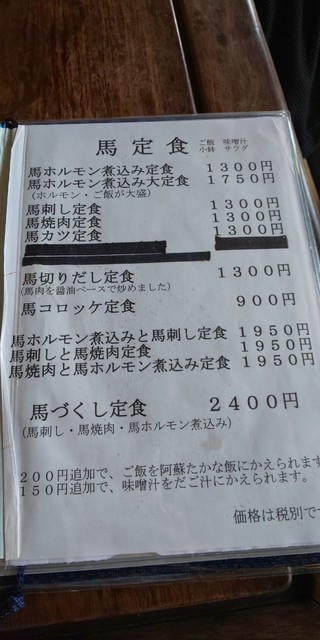 馬定食 ご飯 味噌汁
小鉢 サラダ
馬ホルモン煮込み定食 1300円
馬ホルモン煮込み大定食 1750円
(ホルモン・ご飯が大盛)
馬刺し定食 1300円
馬焼肉定食 1300円
馬カツ定食 1300円
馬切りだし定食 1300円
(馬肉を醤油ベースで炒めました)
馬コロッケ定食 900円
馬ホルモン煮込みと馬刺し定食 1950円
馬刺しと馬焼肉定食 1950円
馬焼肉と馬ホルモン煮込み定食 1950円
馬づくし定食 2400円
(馬刺し・馬焼肉・馬ホルモン煮込み)
200円追加で、ご飯を阿蘇たかな飯にかえられます
150円追加で、味噌汁をだご汁にかえられます。
価格は税別で